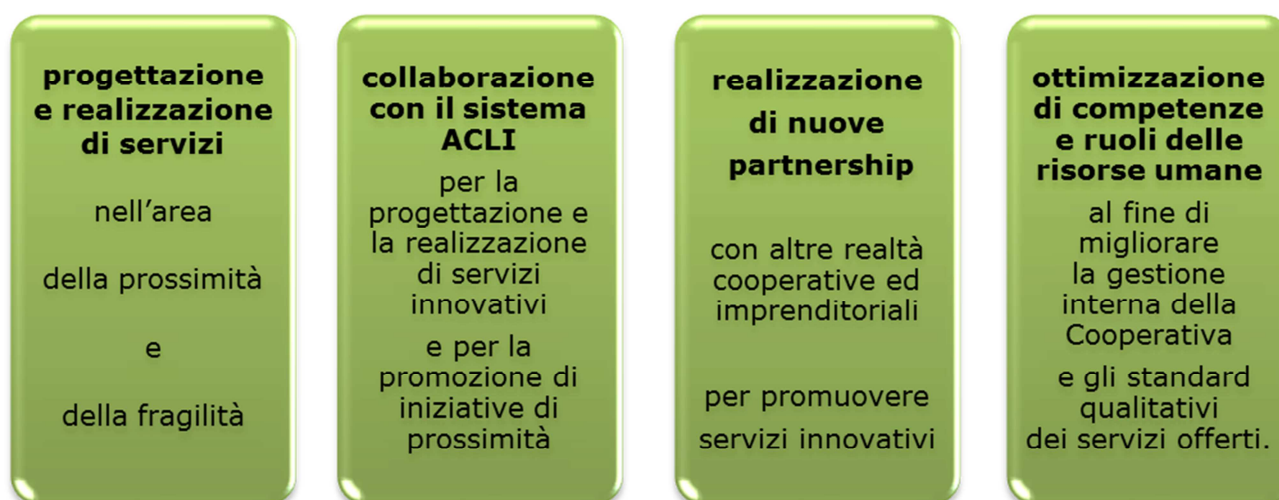 progettazione
e realizzazione
di servizi
nell’area
della prossimità
e
della fragilità
collaborazione
con il sistema
ACLI
per la
progettazione e
la realizzazione
di servizi
innovativi
e per la
promozione di
iniziative di
prossimità
realizzazione
di nuove
partnership
con altre realtà
cooperative ed
imprenditoriali
per promuovere
servizi innovativi
ottimizzazione
di competenze
e ruoli delle
risorse umane
al fine di
migliorare
la gestione
interna della
Cooperativa
e gli standard
qualitativi
dei servizi offerti.